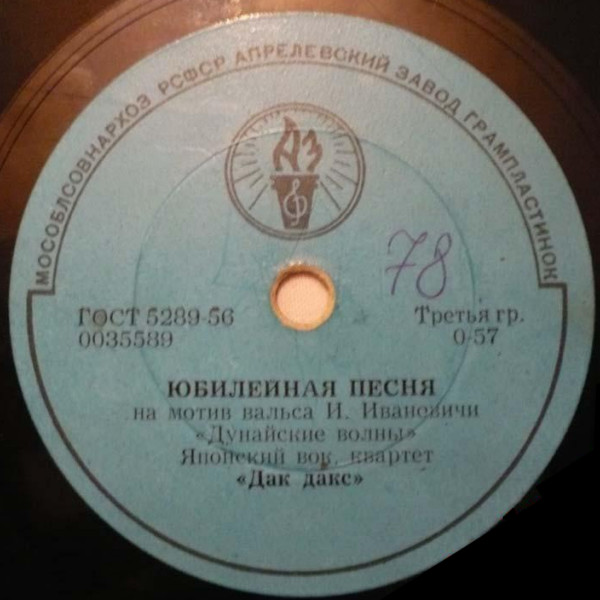 МОСОБЛСОВНАРХОЗ РСФСР АПРЕЛЕВСКИЙ ЗАВОД ГРАМПЛАСТИНОК
АЗ
78
ГОСТ 5289-56
0035589
Третья гр.
0-57
ЮБИЛЕЙНАЯ ПЕСНЯ
на мотив вальса И. Ивановичи
«Дунайские волны»
Японский вок. квартет
«Дак дакс»